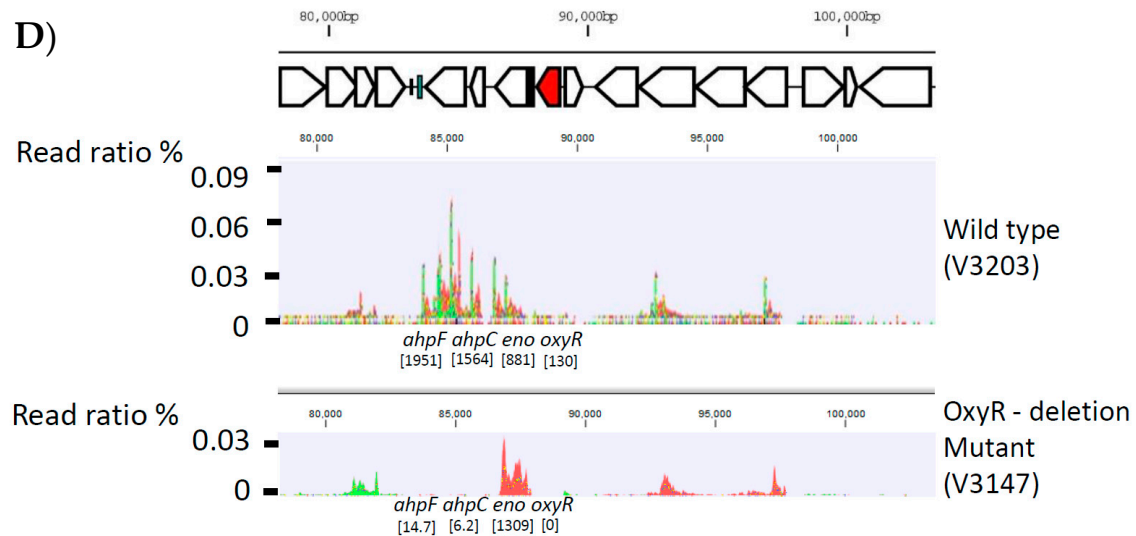 D)
80,000bp 90,000bp 100,000bp
80,000 85,000 90,000 95,000 100,000
Read ratio %
0.09
0.06
0.03
0
Wild type
(V3203)
ahpF ahpC eno oxyR
[1951] [1564] [881] [130]
Read ratio %
80,000 85,000 90,000 95,000 100,000
0.03
0
OxyR - deletion
Mutant
(V3147)
ahpF ahpC eno oxyR
[14.7] [6.2] [1309] [0]